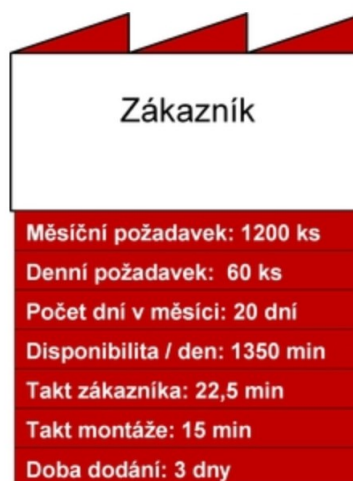 Zákazník
Měsíční požadavek: 1200 ks
Denní požadavek: 60 ks
Počet dní v měsíci: 20 dní
Disponibilita / den: 1350 min
Takt zákazníka: 22,5 min
Takt montáže: 15 min
Doba dodání: 3 dny